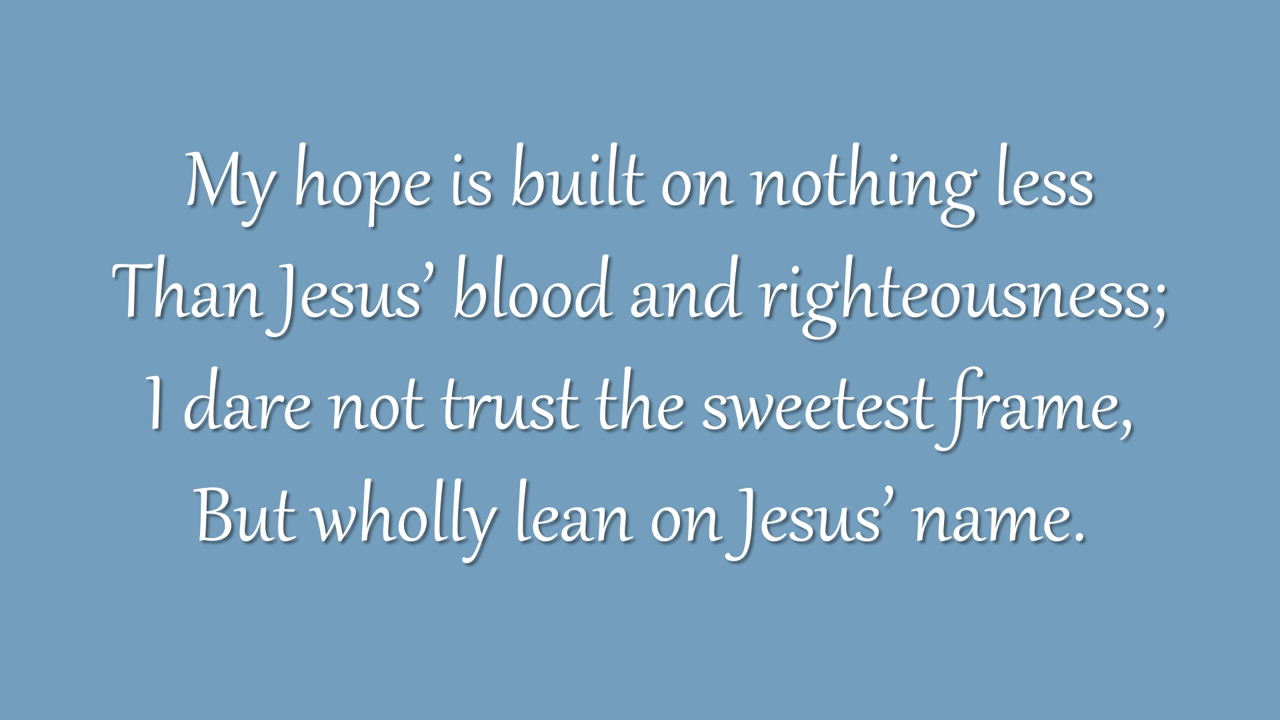 My hope is built on nothing less
Than Jesus’ blood and righteousness;
I dare not trust the sweetest frame,
But wholly lean on Jesus’ name.